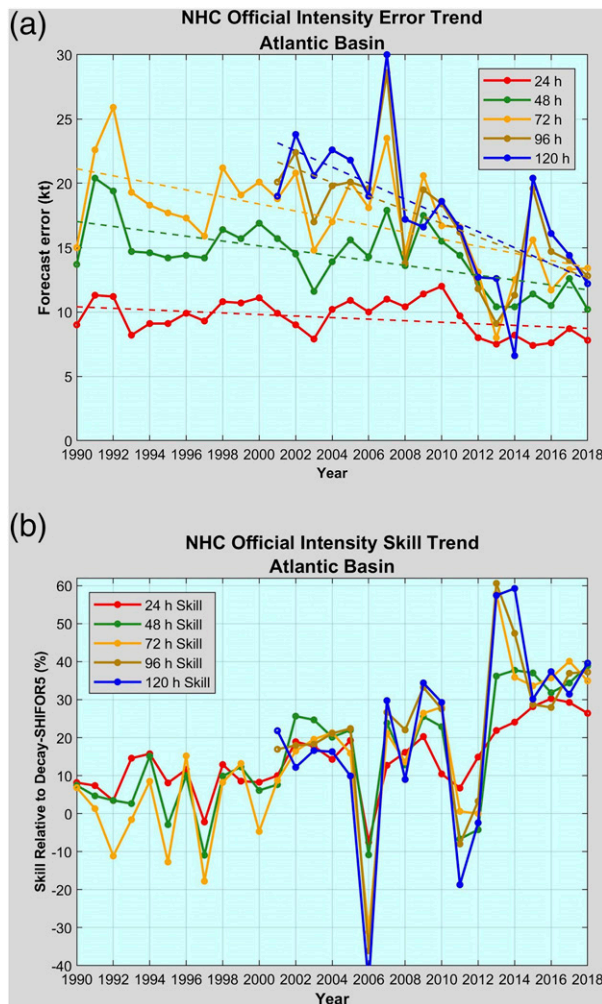 (a)
NHC Official Intensity Error Trend
Atlantic Basin
30
25
20
15
10
5
0
Forecast error (kt)
24 h
48 h
72 h
96 h
120 h
1990 1992 1994 1996 1998 2000 2002 2004 2006 2008 2010 2012 2014 2016 2018
Year
(b)
NHC Official Intensity Skill Trend
Atlantic Basin
60
50
40
30
20
10
0
-10
-20
-30
-40
Skill Relative to Decay-SHIFOR5 (%)
24 h Skill
48 h Skill
72 h Skill
96 h Skill
120 h Skill
1990 1992 1994 1996 1998 2000 2002 2004 2006 2008 2010 2012 2014 2016 2018
Year